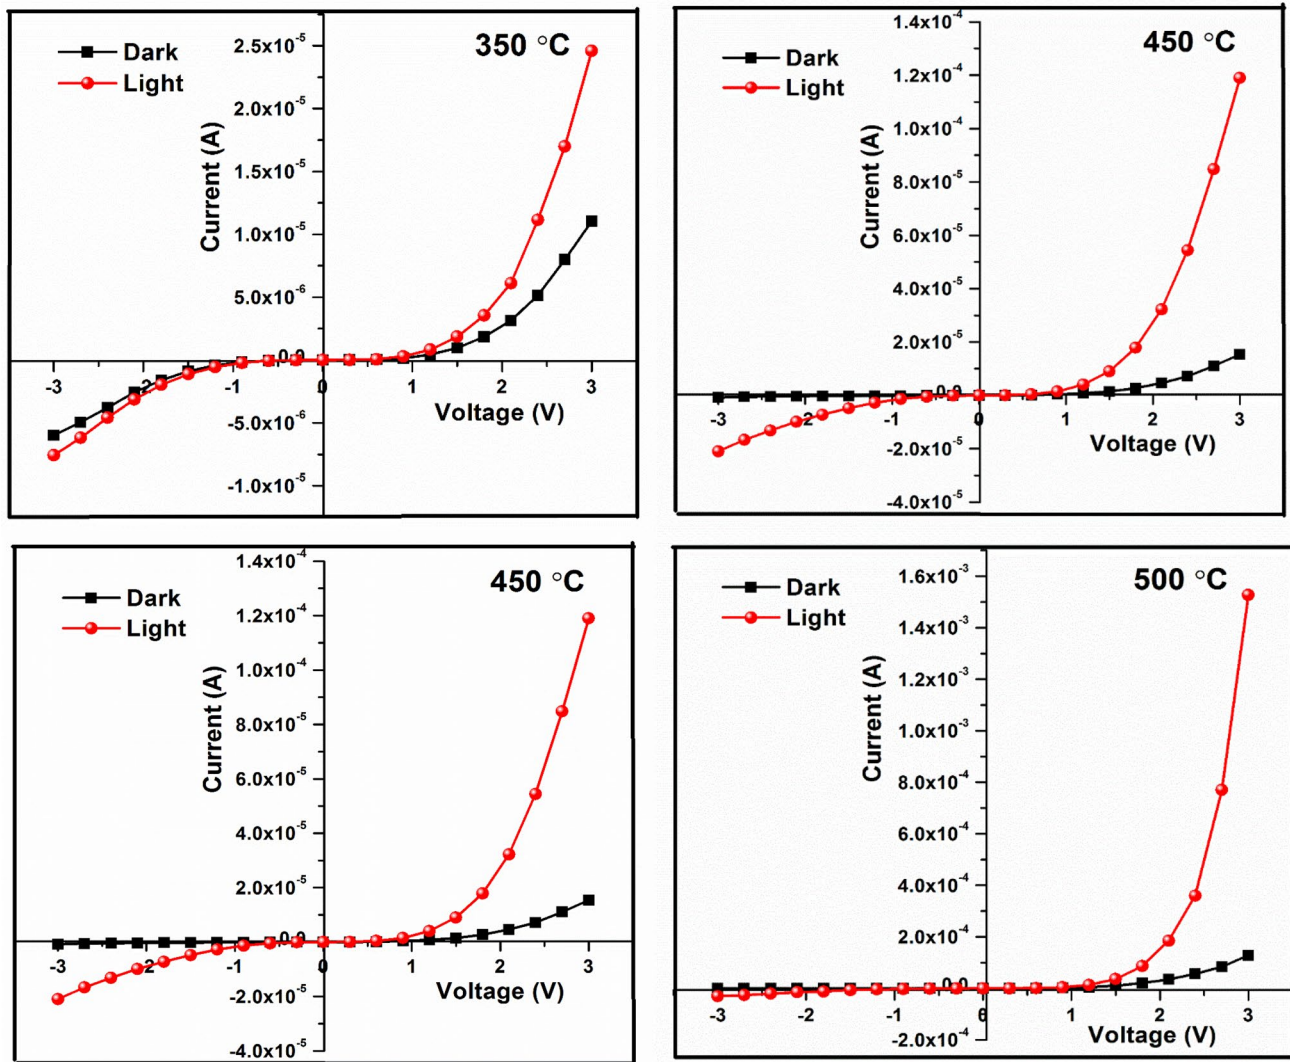 350 °C
Dark
Light
Current (A)
2.5x10⁻⁵
2.0x10⁻⁵
1.5x10⁻⁵
1.0x10⁻⁵
5.0x10⁻⁶
0.0
-3 -2 -1 0 1 2 3
Voltage (V)
-5.0x10⁻⁶
-1.0x10⁻⁵
450 °C
Dark
Light
Current (A)
1.4x10⁻⁴
1.2x10⁻⁴
1.0x10⁻⁴
8.0x10⁻⁵
6.0x10⁻⁵
4.0x10⁻⁵
2.0x10⁻⁵
0.0
-3 -2 -1 0 1 2 3
Voltage (V)
-2.0x10⁻⁵
-4.0x10⁻⁵
450 °C
Dark
Light
Current (A)
1.4x10⁻⁴
1.2x10⁻⁴
1.0x10⁻⁴
8.0x10⁻⁵
6.0x10⁻⁵
4.0x10⁻⁵
2.0x10⁻⁵
0.0
-3 -2 -1 0 1 2 3
Voltage (V)
-2.0x10⁻⁵
-4.0x10⁻⁵
500 °C
Dark
Light
Current (A)
1.6x10⁻³
1.4x10⁻³
1.2x10⁻³
1.0x10⁻³
8.0x10⁻⁴
6.0x10⁻⁴
4.0x10⁻⁴
2.0x10⁻⁴
0.0
-3 -2 -1 0 1 2 3
Voltage (V)
-2.0x10⁻⁴